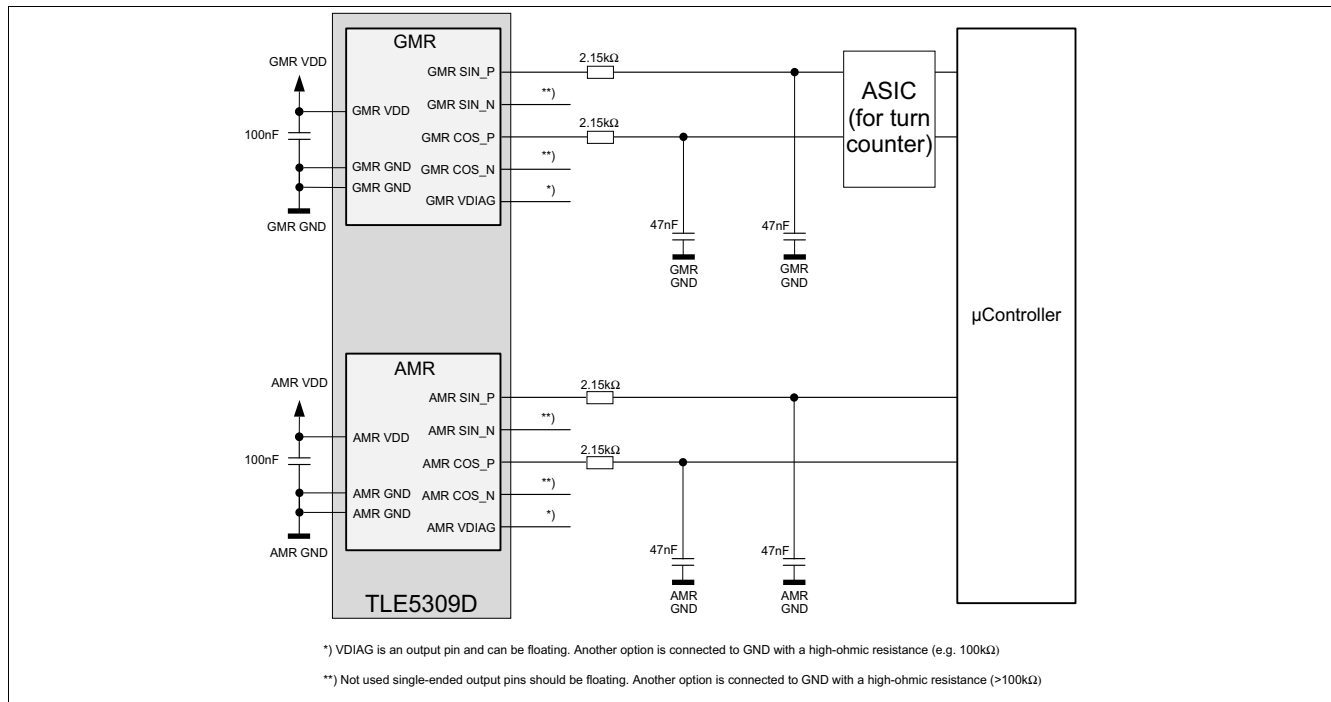 GMR
GMR VDD
100nF
GMR GND
GMR VDD
GMR GND
GMR GND
GMR SIN_P
GMR SIN_N
GMR COS_P
GMR COS_N
GMR VDIAG
2.15kΩ
**)
2.15kΩ
**)
*)
47nF
GMR
GND
47nF
GMR
GND
ASIC
(for turn
counter)
µController
AMR
AMR VDD
100nF
AMR GND
AMR VDD
AMR GND
AMR GND
AMR SIN_P
AMR SIN_N
AMR COS_P
AMR COS_N
AMR VDIAG
2.15kΩ
**)
2.15kΩ
**)
*)
47nF
AMR
GND
47nF
AMR
GND
TLE5309D
*) VDIAG is an output pin and can be floating. Another option is connected to GND with a high-ohmic resistance (e.g. 100kΩ)
**) Not used single-ended output pins should be floating. Another option is connected to GND with a high-ohmic resistance (>100kΩ)